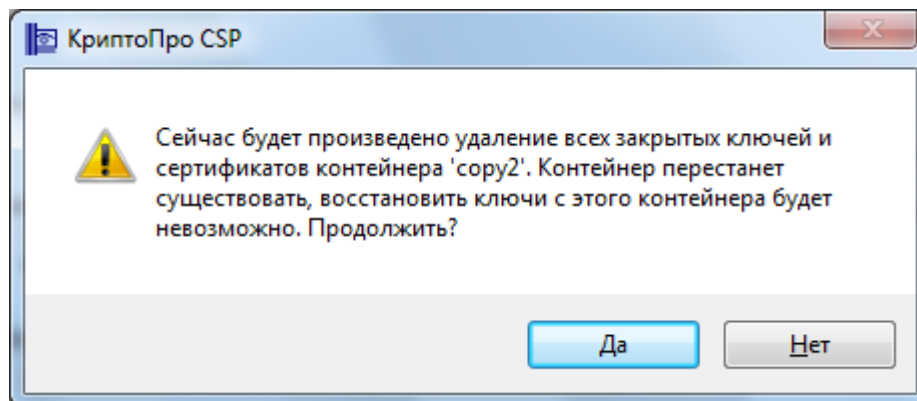 КриптоПро CSP
Сейчас будет произведено удаление всех закрытых ключей и
сертификатов контейнера 'copy2'. Контейнер перестанет
существовать, восстановить ключи с этого контейнера будет
невозможно. Продолжить?
Да
Нет